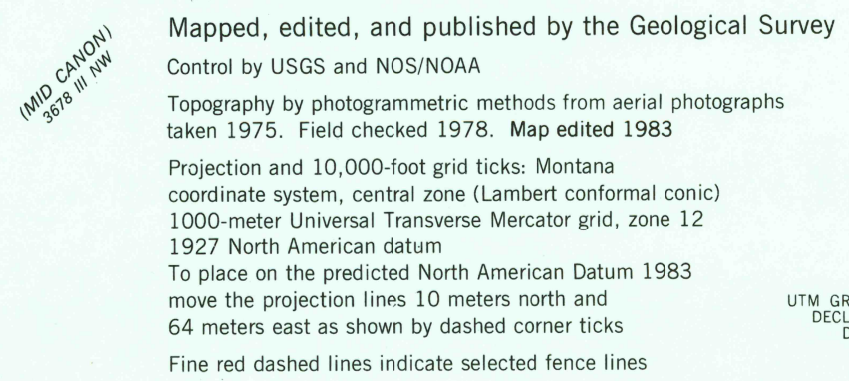 (MID CANON)
3678 III NW
Mapped, edited, and published by the Geological Survey
Control by USGS and NOS/NOAA
Topography by photogrammetric methods from aerial photographs
taken 1975. Field checked 1978. Map edited 1983
Projection and 10,000-foot grid ticks: Montana
coordinate system, central zone (Lambert conformal conic)
1000-meter Universal Transverse Mercator grid, zone 12
1927 North American datum
To place on the predicted North American Datum 1983
move the projection lines 10 meters north and
64 meters east as shown by dashed corner ticks
UTM GR
DECL
D
Fine red dashed lines indicate selected fence lines